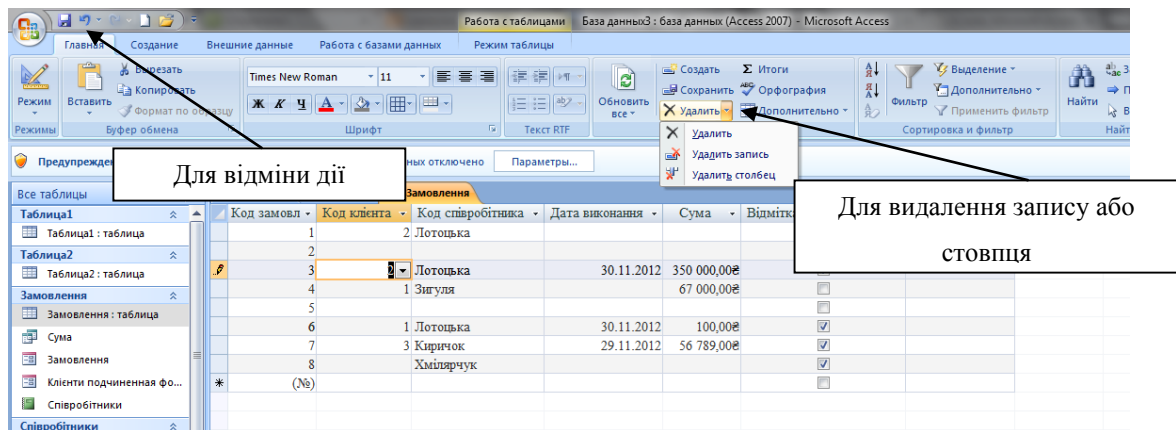 Работа с таблицами База данных3 : база данных (Access 2007) - Microsoft Access
Главная Создание Внешние данные Работа с базами данных Режим таблицы
Режим
Режимы
Вставить
Вырезать
Копировать
Формат по образцу
Буфер обмена
Times New Roman 11
Ж К Ч А
Шрифт
Текст RTF
Обновить
все
Создать Σ Итоги
Сохранить Орфография
Удалить Дополнительно
Удалить
Удалить запись
Удалить столбец
Фильтр
Выделение
Дополнительно
Применить фильтр
Сортировка и фильтр
Найти
Для відміни дії
ных отключено Параметры...
Для видалення запису або
стовпця
Все таблицы
Таблица1
Таблица1 : таблица
Таблица2
Таблица2 : таблица
Замовлення
Замовлення : таблица
Сума
Замовлення
Клієнти подчиненная фо...
Співробітники
Співробітники
Замовлення
Код замовл Код клієнта Код співробітника Дата виконання Сума
1 2 Лотоцька
2
3 2 Лотоцька 30.11.2012 350 000,00₴
4 1 Зигуля 67 000,00₴
5
6 1 Лотоцька 30.11.2012 100,00₴
7 3 Киричок 29.11.2012 56 789,00₴
8 Хмілярчук
(№)